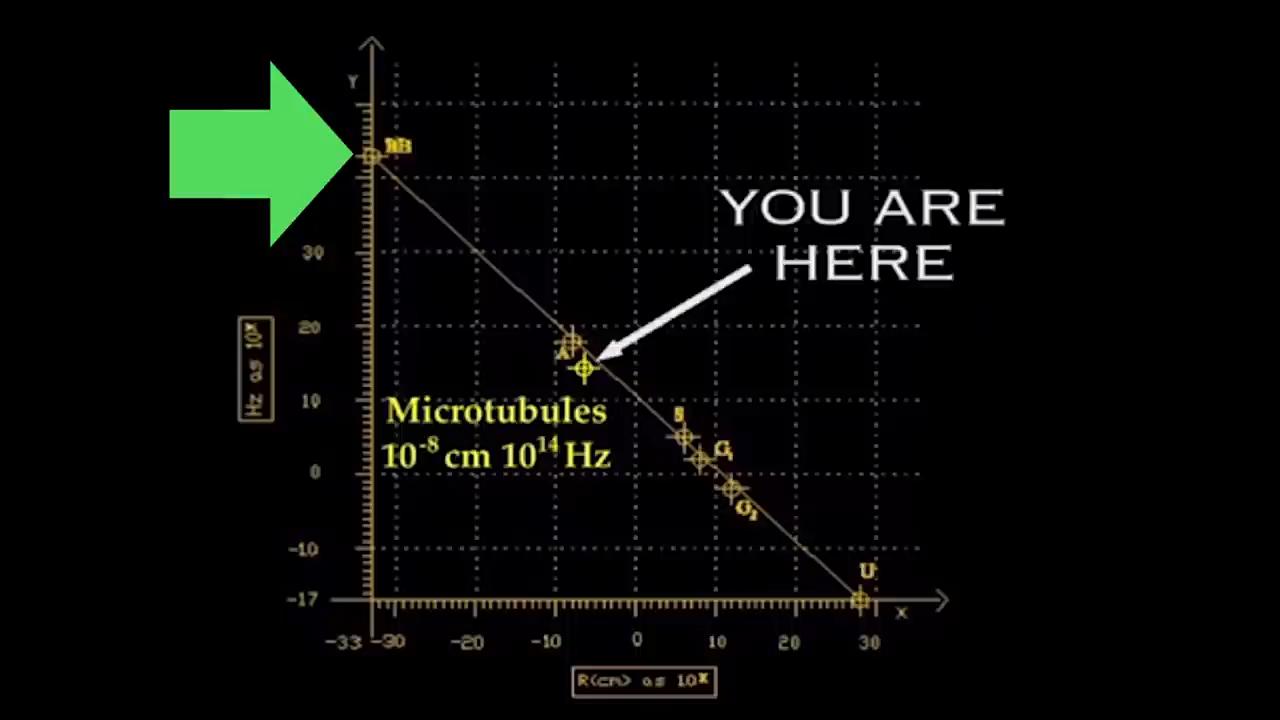 Y
BB
YOU ARE
HERE
30
20
A
Microtubules
10⁻⁸ cm 10¹⁴ Hz
10
S
G₁
0
G₂
-10
U
-17
X
-33 -30 -20 -10 0 10 20 30
Hz as 10ˣ
R(cm) as 10ˣ